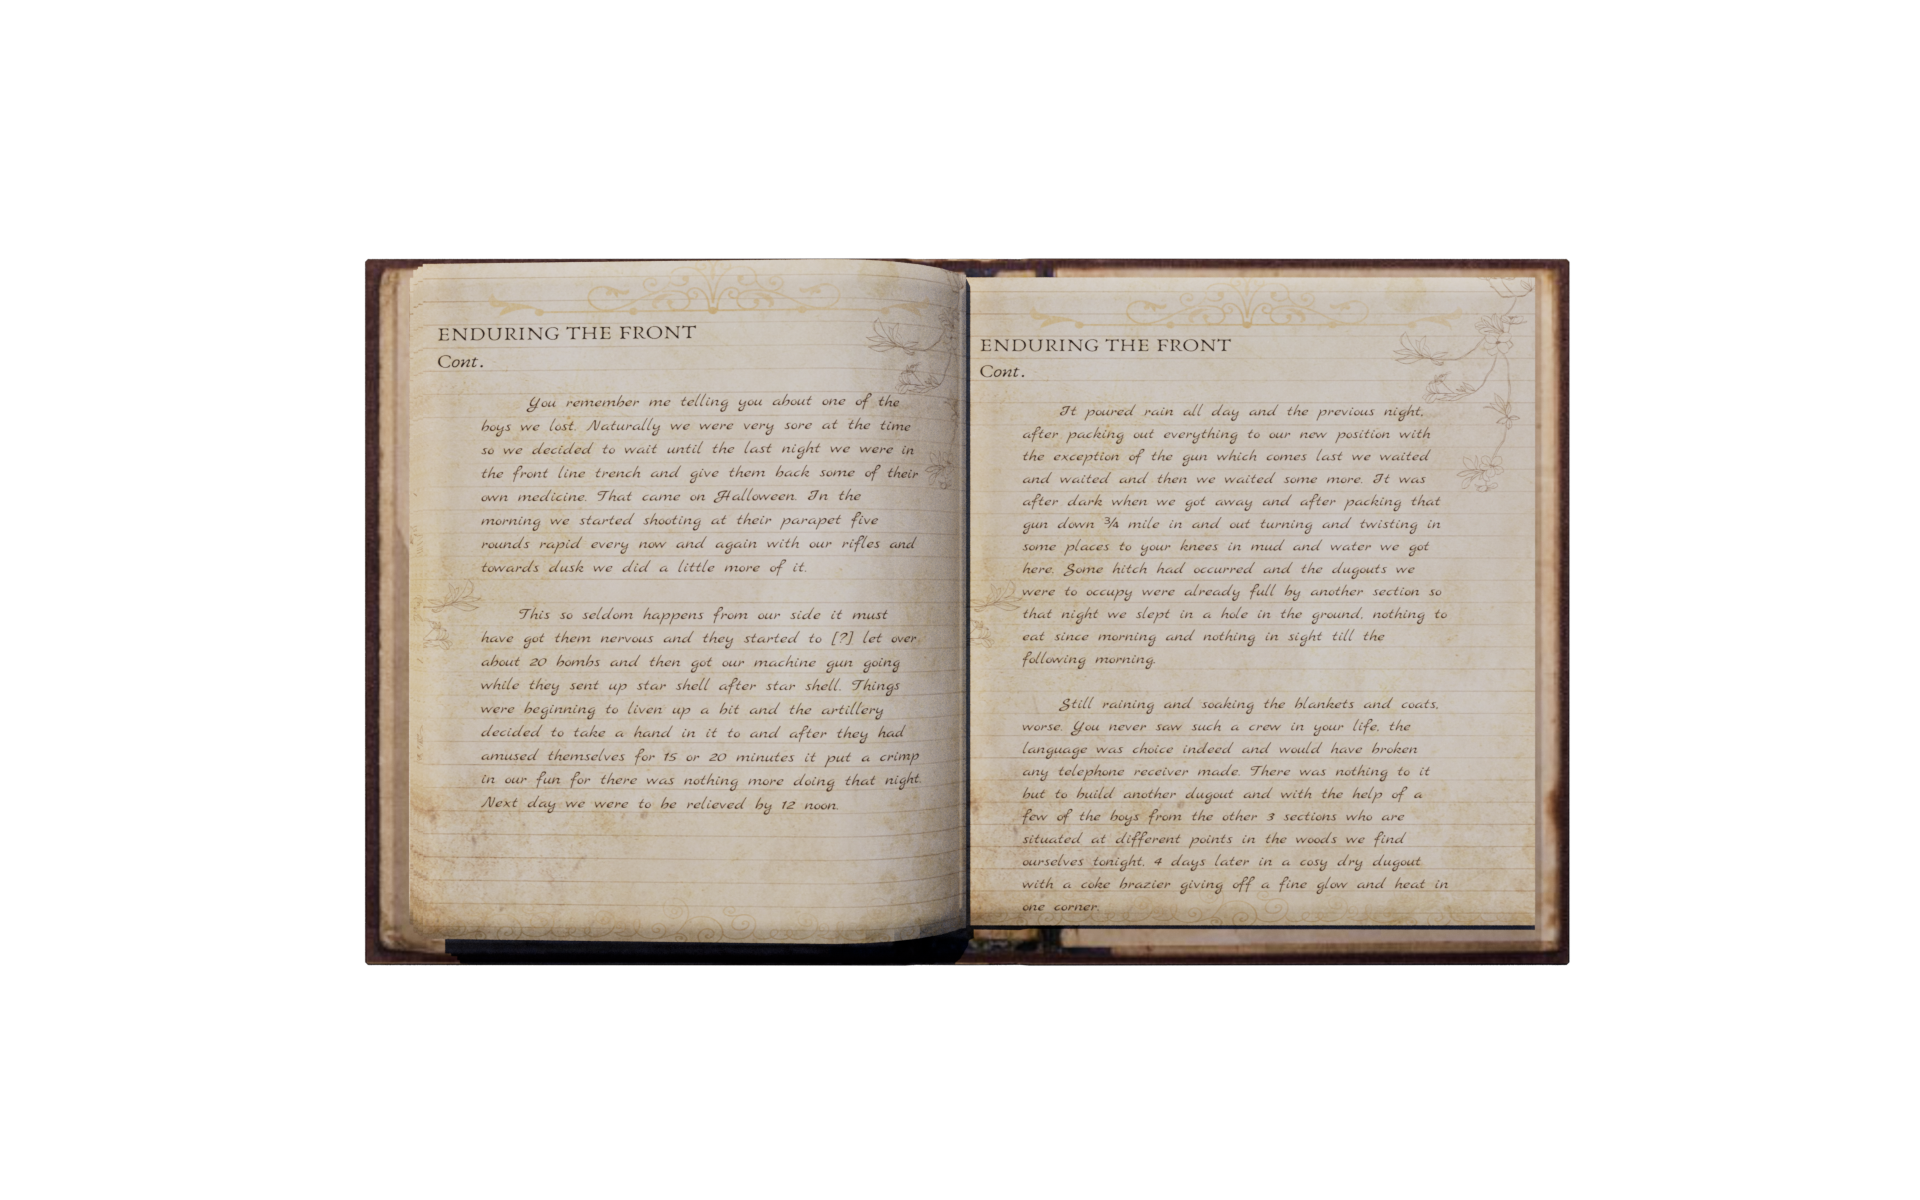 ENDURING THE FRONT
Cont.
You remember me telling you about one of the
boys we lost. Naturally we were very sore at the time
so we decided to wait until the last night we were in
the front line trench and give them back some of their
own medicine. That came on Halloween. In the
morning we started shooting at their parapet five
rounds rapid every now and again with our rifles and
towards dusk we did a little more of it.
This so seldom happens from our side it must
have got them nervous and they started to [?] let over
about 20 bombs and then got our machine gun going
while they sent up star shell after star shell. Things
were beginning to liven up a bit and the artillery
decided to take a hand in it to and after they had
amused themselves for 15 or 20 minutes it put a crimp
in our fun for there was nothing more doing that night.
Next day we were to be relieved by 12 noon.
ENDURING THE FRONT
Cont.
It poured rain all day and the previous night,
after packing out everything to our new position with
the exception of the gun which comes last we waited
and waited and then we waited some more. It was
after dark when we got away and after packing that
gun down ¾ mile in and out turning and twisting in
some places to your knees in mud and water we got
here. Some hitch had occurred and the dugouts we
were to occupy were already full by another section so
that night we slept in a hole in the ground, nothing to
eat since morning and nothing in sight till the
following morning.
Still raining and soaking the blankets and coats,
worse. You never saw such a crew in your life, the
language was choice indeed and would have broken
any telephone receiver made. There was nothing to it
but to build another dugout and with the help of a
few of the boys from the other 3 sections who are
situated at different points in the woods we find
ourselves tonight, 4 days later in a cosy dry dugout
with a coke brazier giving off a fine glow and heat in
one corner.